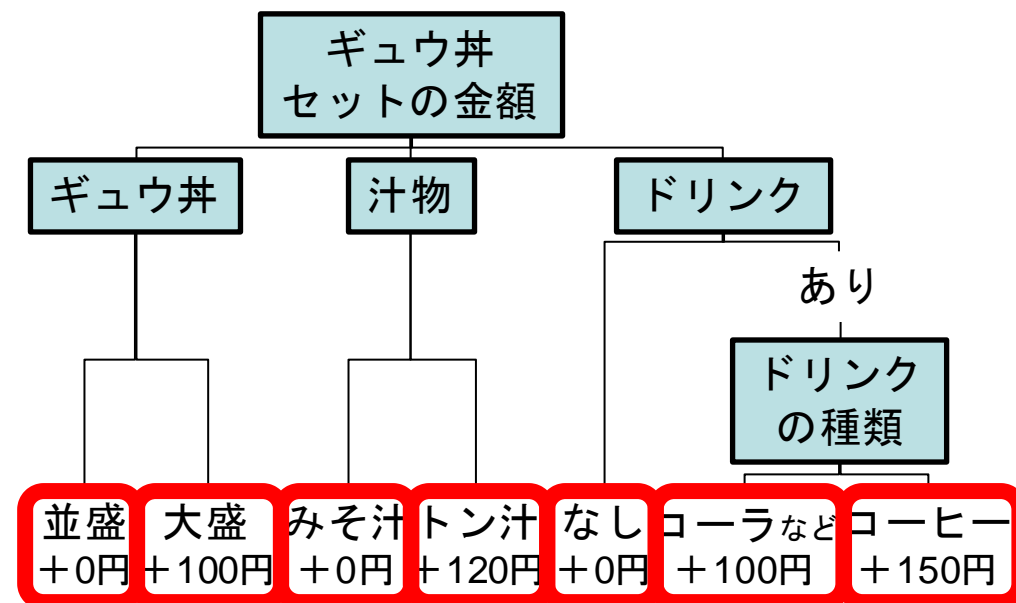 ギュウ丼
セットの金額
ギュウ丼
汁物
ドリンク
あり
ドリンク
の種類
並盛
＋0円
大盛
＋100円
みそ汁
＋0円
トン汁
＋120円
なし
＋0円
コーラなど
＋100円
コーヒー
＋150円